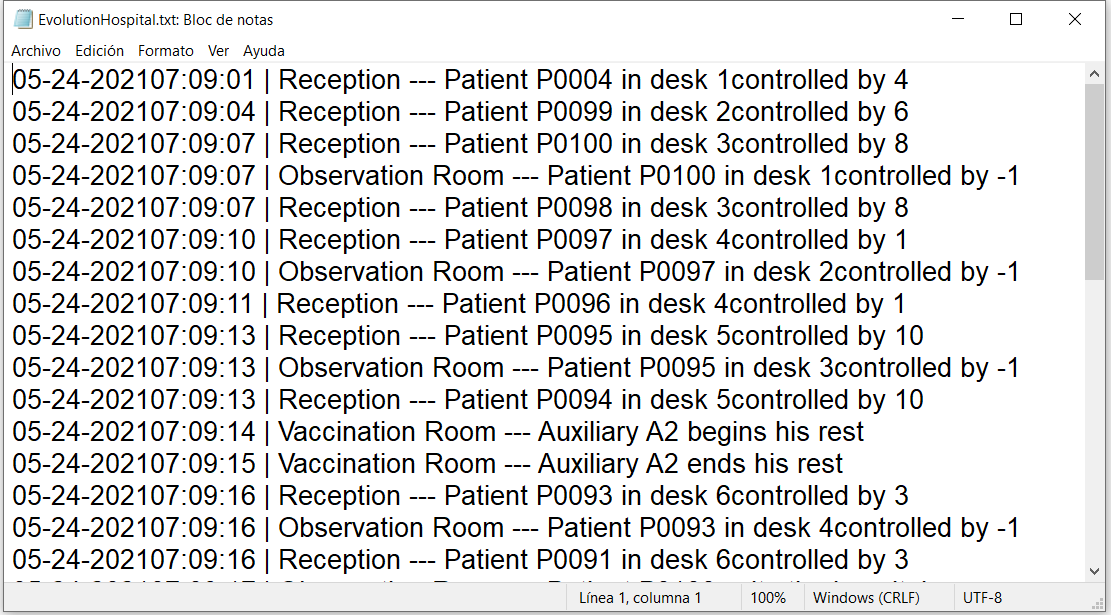 EvolutionHospital.txt: Bloc de notas
Archivo Edición Formato Ver Ayuda
05-24-202107:09:01 | Reception --- Patient P0004 in desk 1controlled by 4
05-24-202107:09:04 | Reception --- Patient P0099 in desk 2controlled by 6
05-24-202107:09:07 | Reception --- Patient P0100 in desk 3controlled by 8
05-24-202107:09:07 | Observation Room --- Patient P0100 in desk 1controlled by -1
05-24-202107:09:07 | Reception --- Patient P0098 in desk 3controlled by 8
05-24-202107:09:10 | Reception --- Patient P0097 in desk 4controlled by 1
05-24-202107:09:10 | Observation Room --- Patient P0097 in desk 2controlled by -1
05-24-202107:09:11 | Reception --- Patient P0096 in desk 4controlled by 1
05-24-202107:09:13 | Reception --- Patient P0095 in desk 5controlled by 10
05-24-202107:09:13 | Observation Room --- Patient P0095 in desk 3controlled by -1
05-24-202107:09:13 | Reception --- Patient P0094 in desk 5controlled by 10
05-24-202107:09:14 | Vaccination Room --- Auxiliary A2 begins his rest
05-24-202107:09:15 | Vaccination Room --- Auxiliary A2 ends his rest
05-24-202107:09:16 | Reception --- Patient P0093 in desk 6controlled by 3
05-24-202107:09:16 | Observation Room --- Patient P0093 in desk 4controlled by -1
05-24-202107:09:16 | Reception --- Patient P0091 in desk 6controlled by 3
Línea 1, columna 1 100% Windows (CRLF) UTF-8